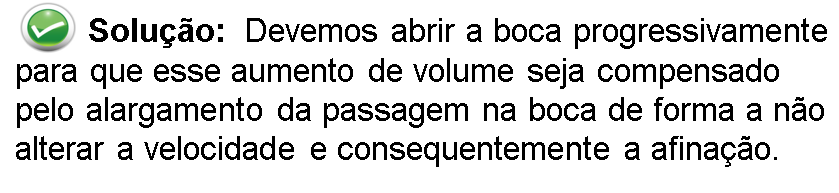 Solução: Devemos abrir a boca progressivamente
para que esse aumento de volume seja compensado
pelo alargamento da passagem na boca de forma a não
alterar a velocidade e consequentemente a afinação.